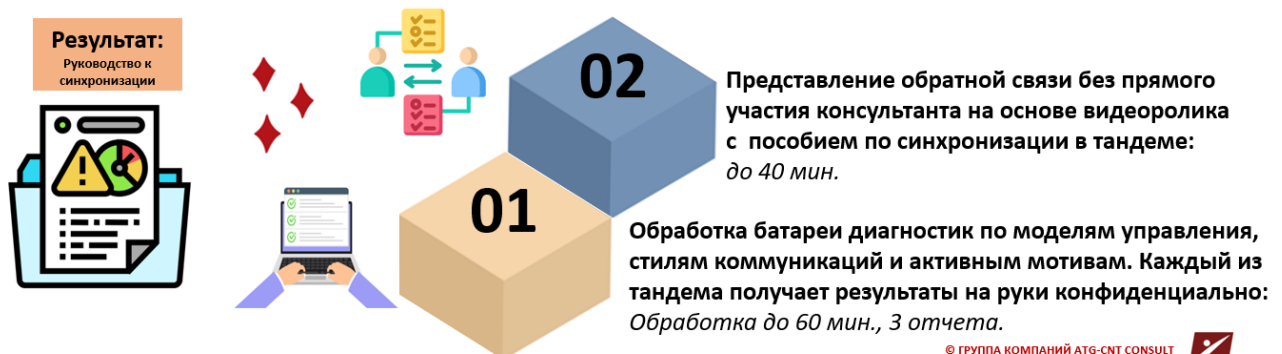 Результат:
Руководство к
синхронизации
02
Представление обратной связи без прямого
участия консультанта на основе видеоролика
с пособием по синхронизации в тандеме:
до 40 мин.
01
Обработка батареи диагностик по моделям управления,
стилям коммуникаций и активным мотивам. Каждый из
тандема получает результаты на руки конфиденциально:
Обработка до 60 мин., 3 отчета.
© ГРУППА КОМПАНИЙ ATG-CNT CONSULT